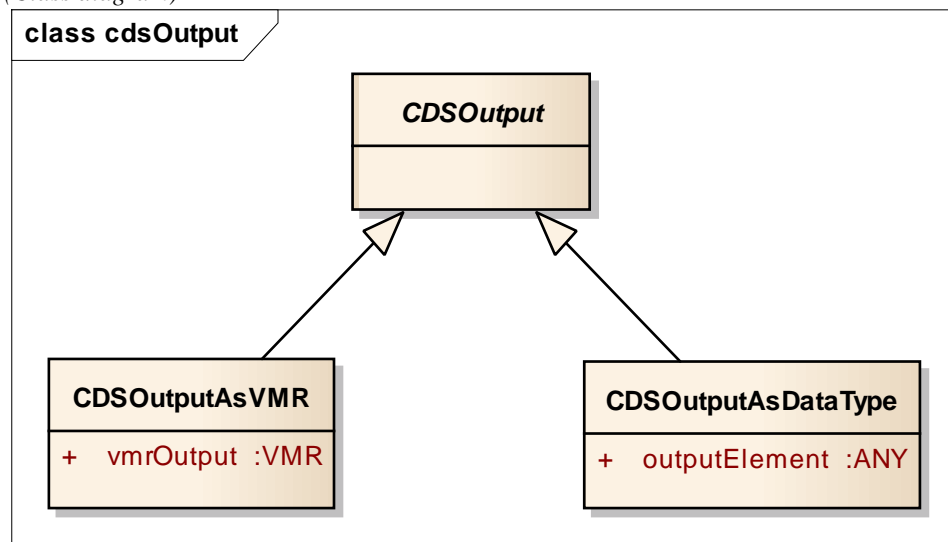 class cdsOutput
CDSOutput
CDSOutputAsVMR
+ vmrOutput :VMR
CDSOutputAsDataType
+ outputElement :ANY